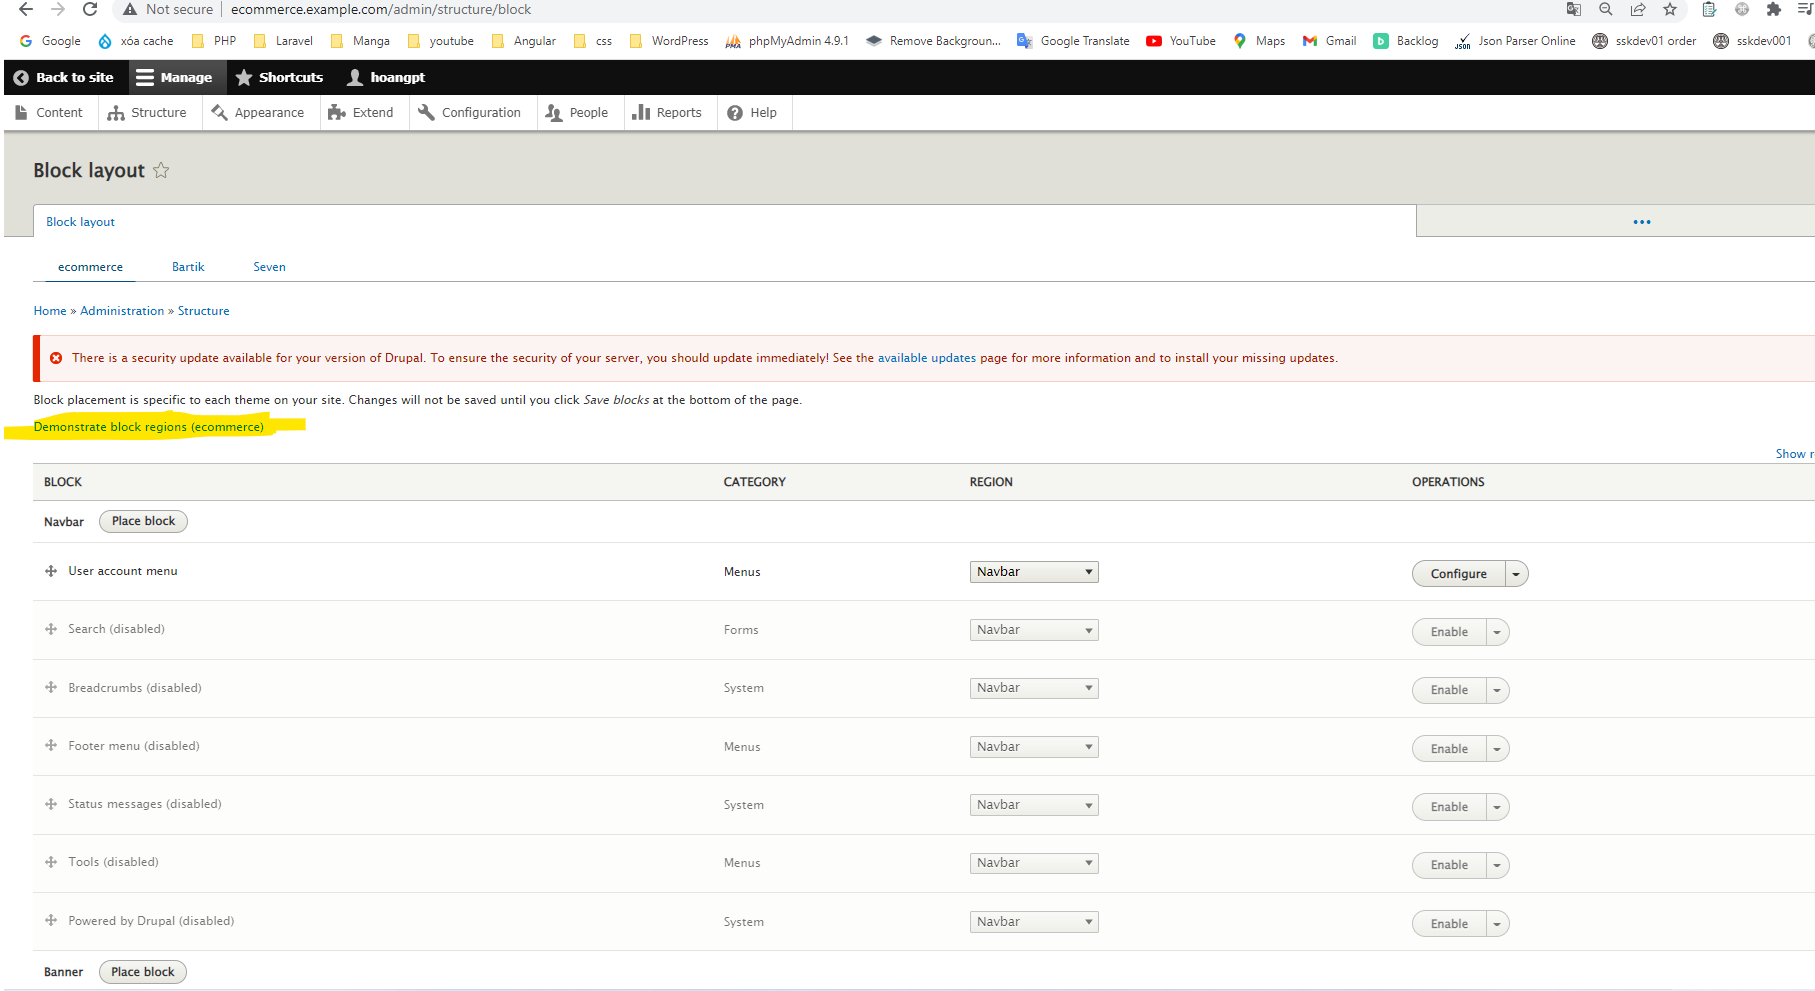 Not secure ecommerce.example.com/admin/structure/block
Google xóa cache PHP Laravel Manga youtube Angular css WordPress phpMyAdmin 4.9.1 Remove Backgroun... Google Translate YouTube Maps Gmail Backlog Json Parser Online sskdev01 order sskdev001
Back to site Manage Shortcuts hoangpt
Content Structure Appearance Extend Configuration People Reports Help
Block layout
Block layout
ecommerce Bartik Seven
Home » Administration » Structure
There is a security update available for your version of Drupal. To ensure the security of your server, you should update immediately! See the available updates page for more information and to install your missing updates.
Block placement is specific to each theme on your site. Changes will not be saved until you click Save blocks at the bottom of the page.
Demonstrate block regions (ecommerce)
Show r
BLOCK CATEGORY REGION OPERATIONS
Navbar Place block
User account menu Menus Navbar Configure
Search (disabled) Forms Navbar Enable
Breadcrumbs (disabled) System Navbar Enable
Footer menu (disabled) Menus Navbar Enable
Status messages (disabled) System Navbar Enable
Tools (disabled) Menus Navbar Enable
Powered by Drupal (disabled) System Navbar Enable
Banner Place block